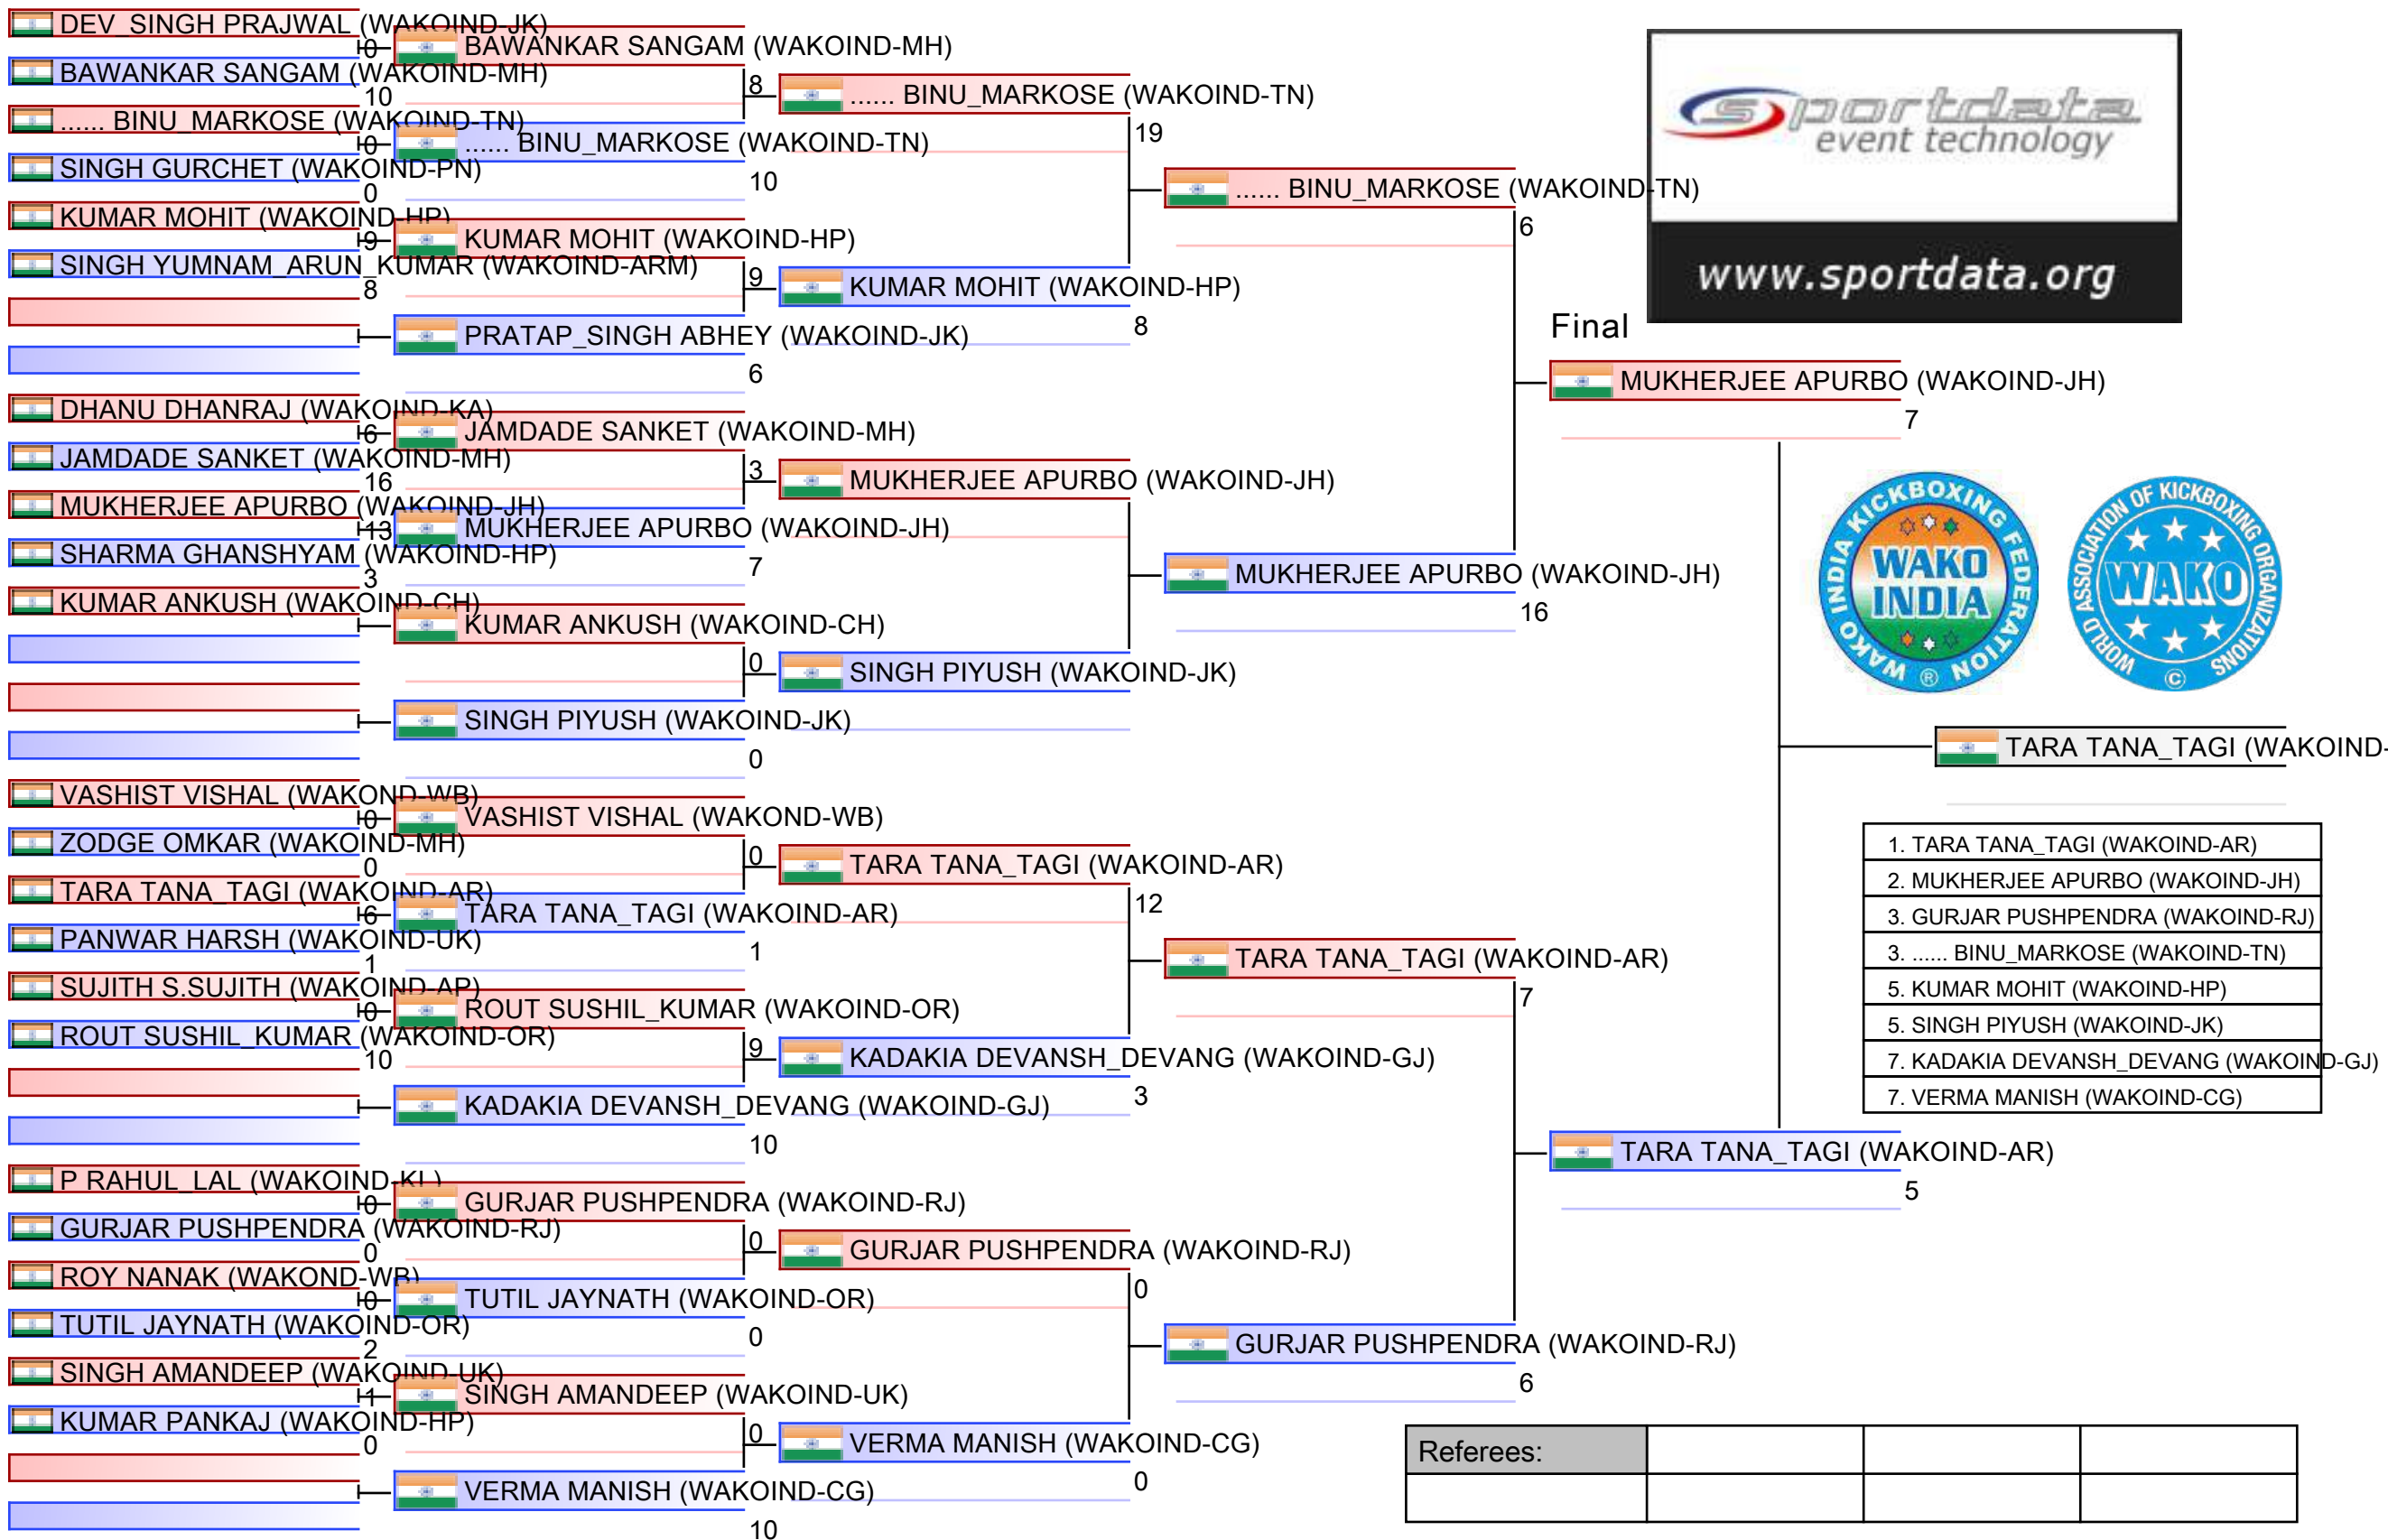 DEV_SINGH PRAJWAL (WAKOIND-JK)
0
BAWANKAR SANGAM (WAKOIND-MH)
10
...... BINU_MARKOSE (WAKOIND-TN)
0
SINGH GURCHET (WAKOIND-PN)
0
KUMAR MOHIT (WAKOIND-HP)
9
SINGH YUMNAM_ARUN_KUMAR (WAKOIND-ARM)
8
DHANU DHANRAJ (WAKOIND-KA)
6
JAMDADE SANKET (WAKOIND-MH)
16
MUKHERJEE APURBO (WAKOIND-JH)
13
SHARMA GHANSHYAM (WAKOIND-HP)
3
KUMAR ANKUSH (WAKOIND-CH)
VASHIST VISHAL (WAKOND-WB)
0
ZODGE OMKAR (WAKOIND-MH)
0
TARA TANA_TAGI (WAKOIND-AR)
6
PANWAR HARSH (WAKOIND-UK)
1
SUJITH S.SUJITH (WAKOIND-AP)
0
ROUT SUSHIL_KUMAR (WAKOIND-OR)
10
P RAHUL_LAL (WAKOIND-KL)
0
GURJAR PUSHPENDRA (WAKOIND-RJ)
0
ROY NANAK (WAKOND-WB)
0
TUTIL JAYNATH (WAKOIND-OR)
2
SINGH AMANDEEP (WAKOIND-UK)
1
KUMAR PANKAJ (WAKOIND-HP)
0
BAWANKAR SANGAM (WAKOIND-MH)
8
...... BINU_MARKOSE (WAKOIND-TN)
10
KUMAR MOHIT (WAKOIND-HP)
9
PRATAP_SINGH ABHEY (WAKOIND-JK)
6
JAMDADE SANKET (WAKOIND-MH)
3
MUKHERJEE APURBO (WAKOIND-JH)
7
KUMAR ANKUSH (WAKOIND-CH)
0
SINGH PIYUSH (WAKOIND-JK)
0
VASHIST VISHAL (WAKOND-WB)
0
TARA TANA_TAGI (WAKOIND-AR)
1
ROUT SUSHIL_KUMAR (WAKOIND-OR)
9
KADAKIA DEVANSH_DEVANG (WAKOIND-GJ)
10
GURJAR PUSHPENDRA (WAKOIND-RJ)
0
TUTIL JAYNATH (WAKOIND-OR)
0
SINGH AMANDEEP (WAKOIND-UK)
0
VERMA MANISH (WAKOIND-CG)
10
...... BINU_MARKOSE (WAKOIND-TN)
19
KUMAR MOHIT (WAKOIND-HP)
8
MUKHERJEE APURBO (WAKOIND-JH)
SINGH PIYUSH (WAKOIND-JK)
TARA TANA_TAGI (WAKOIND-AR)
12
KADAKIA DEVANSH_DEVANG (WAKOIND-GJ)
3
GURJAR PUSHPENDRA (WAKOIND-RJ)
0
VERMA MANISH (WAKOIND-CG)
0
...... BINU_MARKOSE (WAKOIND-TN)
6
MUKHERJEE APURBO (WAKOIND-JH)
16
TARA TANA_TAGI (WAKOIND-AR)
7
GURJAR PUSHPENDRA (WAKOIND-RJ)
6
sportdata
event technology
www.sportdata.org
Final
MUKHERJEE APURBO (WAKOIND-JH)
7
TARA TANA_TAGI (WAKOIND-AR)
5
WAKO INDIA KICKBOXING FEDERATION
WAKO
INDIA
®
WORLD ASSOCIATION OF KICKBOXING ORGANIZATIONS
WAKO
©
TARA TANA_TAGI (WAKOIND-
1. TARA TANA_TAGI (WAKOIND-AR)
2. MUKHERJEE APURBO (WAKOIND-JH)
3. GURJAR PUSHPENDRA (WAKOIND-RJ)
3. ...... BINU_MARKOSE (WAKOIND-TN)
5. KUMAR MOHIT (WAKOIND-HP)
5. SINGH PIYUSH (WAKOIND-JK)
7. KADAKIA DEVANSH_DEVANG (WAKOIND-GJ)
7. VERMA MANISH (WAKOIND-CG)
Referees: